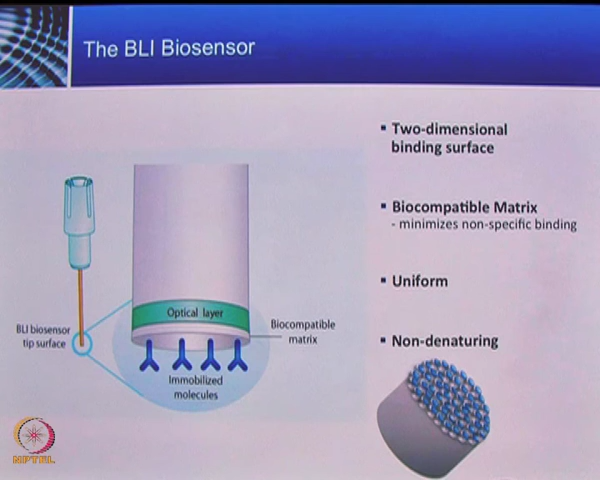 The BLI Biosensor
▪ Two-dimensional
binding surface
▪ Biocompatible Matrix
- minimizes non-specific binding
▪ Uniform
▪ Non-denaturing
Optical layer
BLI biosensor
tip surface
Biocompatible
matrix
Immobilized
molecules
NPTEL